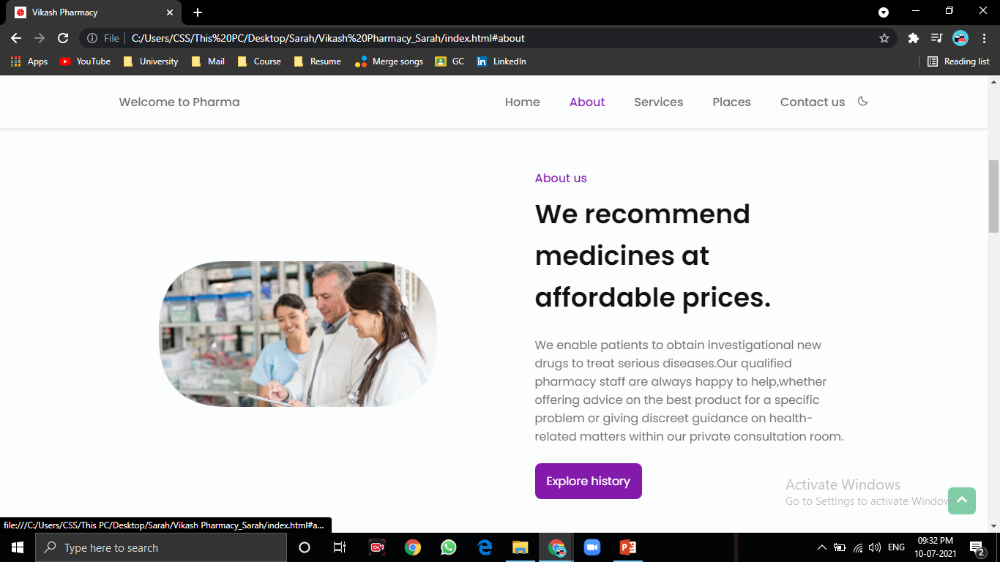 Vikash Pharmacy
File
C:/Users/CSS/This%20PC/Desktop/Sarah/Vikash%20Pharmacy_Sarah/index.html#about
Apps YouTube University Mail Course Resume Merge songs GC LinkedIn Reading list
Welcome to Pharma Home About Services Places Contact us
About us
We recommend
medicines at
affordable prices.
We enable patients to obtain investigational new
drugs to treat serious diseases.Our qualified
pharmacy staff are always happy to help,whether
offering advice on the best product for a specific
problem or giving discreet guidance on health-
related matters within our private consultation room.
Explore history
Activate Windows
Go to Settings to activate Windows
file:///C:/Users/CSS/This PC/Desktop/Sarah/Vikash Pharmacy_Sarah/index.html#a...
Type here to search
ENG
09:32 PM
10-07-2021
2